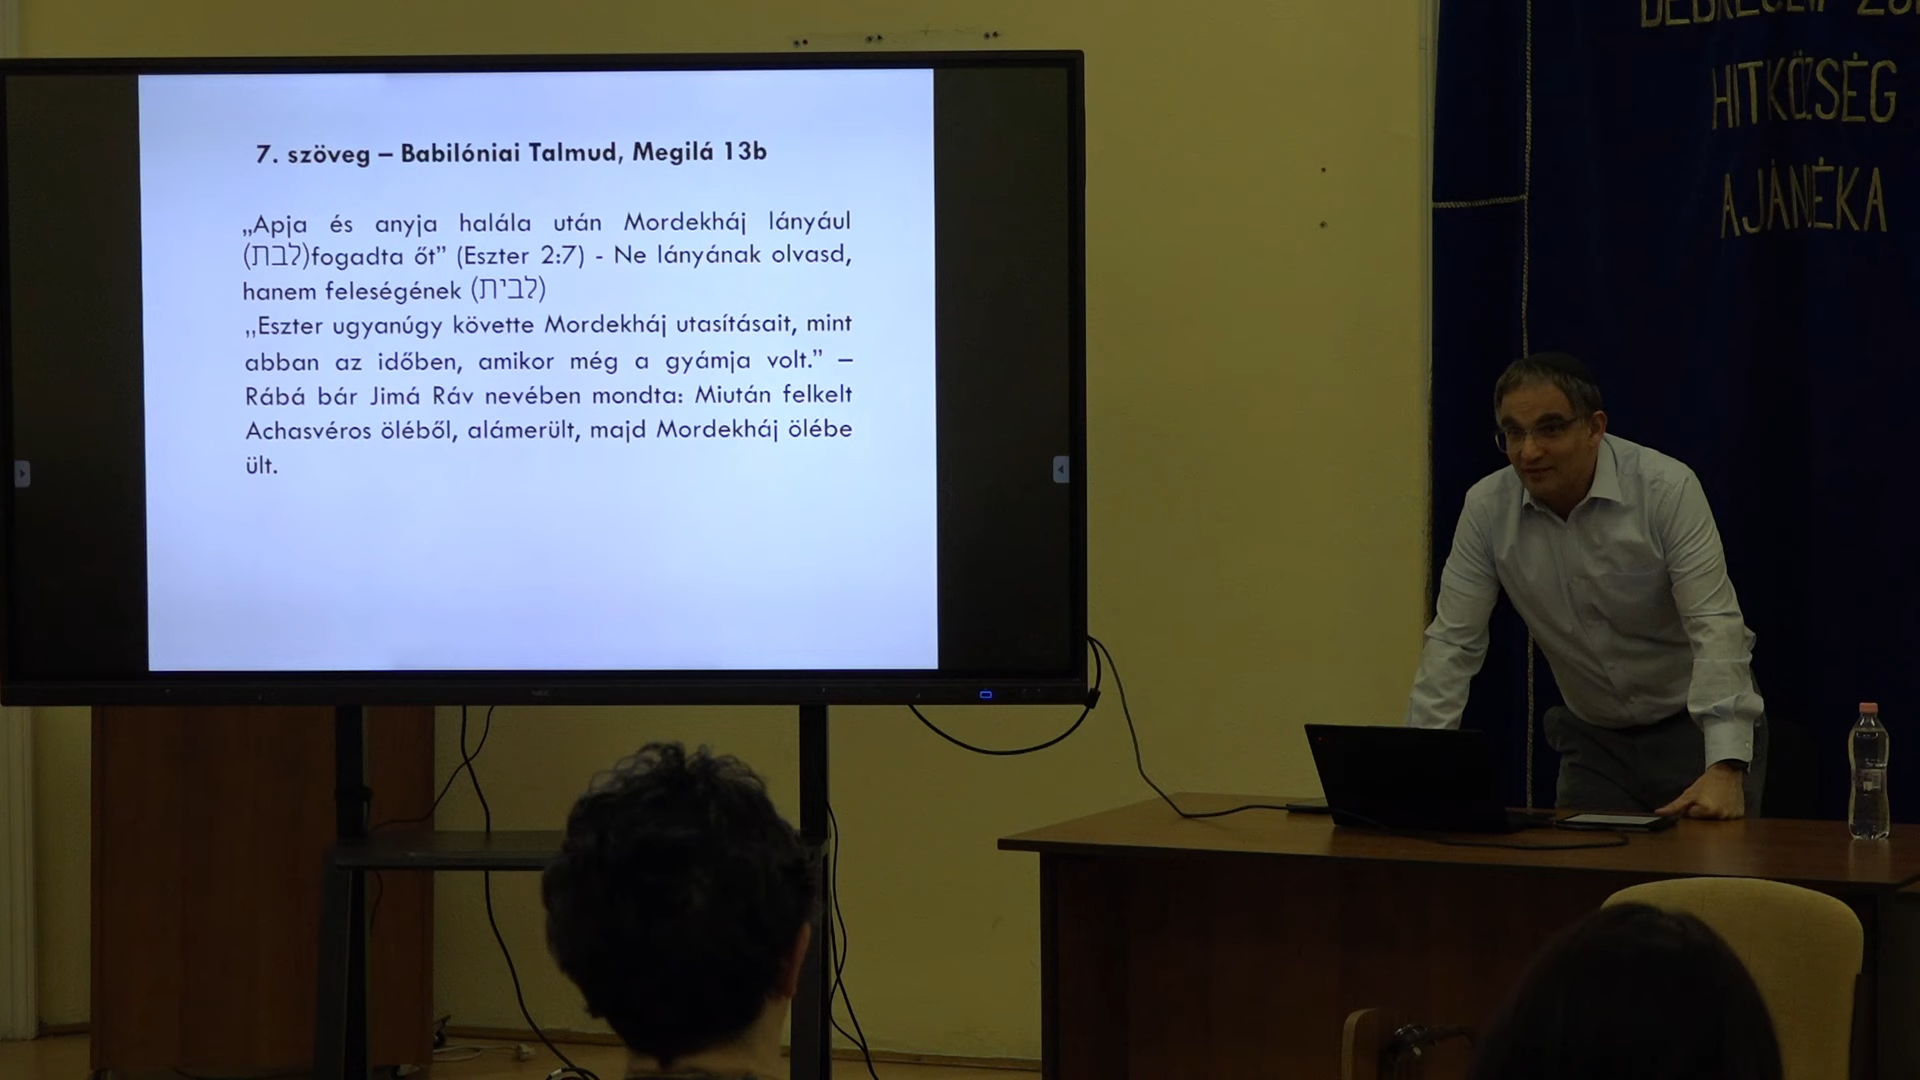 7. szöveg – Babilóniai Talmud, Megilá 13b
„Apja és anyja halála után Mordekháj lányául
(לבת)fogadta őt” (Eszter 2:7) - Ne lányának olvasd,
hanem feleségének (לבית)
,,Eszter ugyanúgy követte Mordekháj utasításait, mint
abban az időben, amikor még a gyámja volt.” –
Rábá bár Jimá Ráv nevében mondta: Miután felkelt
Achasvéros öléből, alámerült, majd Mordekháj ölébe
ült.
HITKÖZSÉG
AJÁNÉKA